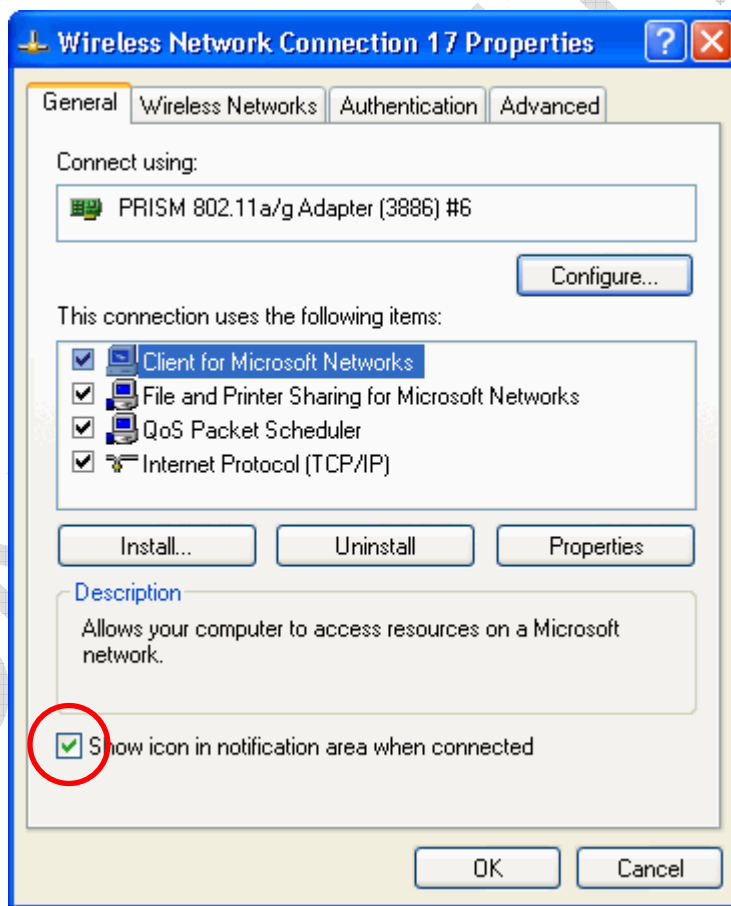 Wireless Network Connection 17 Properties
General Wireless Networks Authentication Advanced
Connect using:
PRISM 802.11a/g Adapter (3886) #6
Configure...
This connection uses the following items:
Client for Microsoft Networks
File and Printer Sharing for Microsoft Networks
QoS Packet Scheduler
Internet Protocol (TCP/IP)
Install... Uninstall Properties
Description
Allows your computer to access resources on a Microsoft
network.
Show icon in notification area when connected
OK Cancel